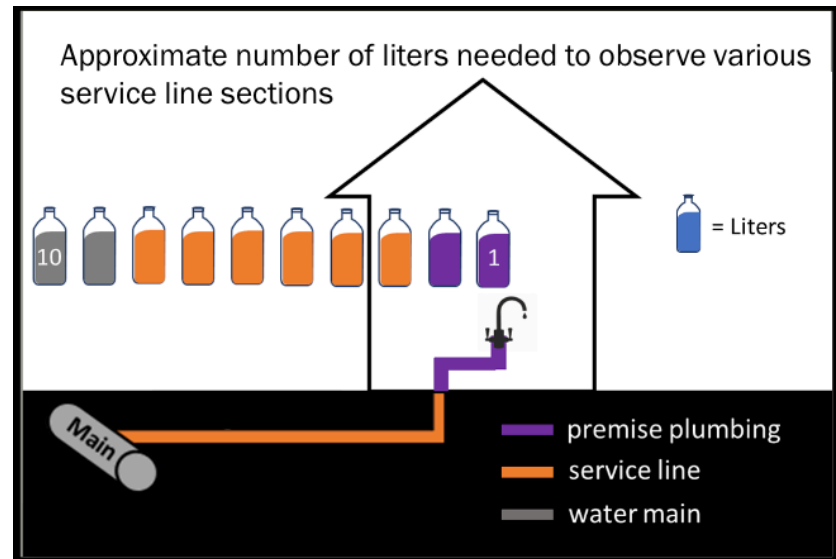 Approximate number of liters needed to observe various
service line sections
10
1
= Liters
Main
premise plumbing
service line
water main